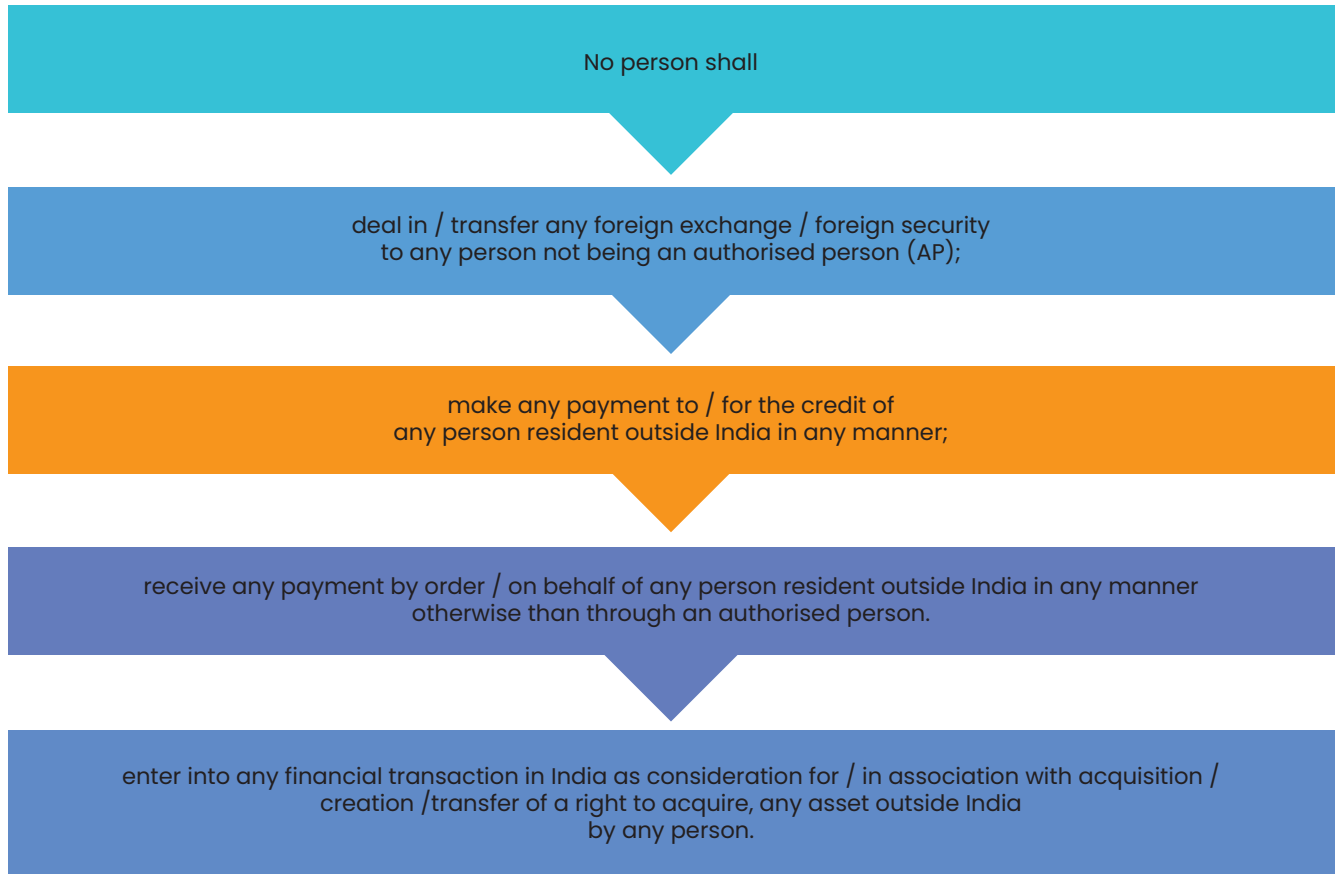 No person shall
deal in / transfer any foreign exchange / foreign security
to any person not being an authorised person (AP);
make any payment to / for the credit of
any person resident outside India in any manner;
receive any payment by order / on behalf of any person resident outside India in any manner
otherwise than through an authorised person.
enter into any financial transaction in India as consideration for / in association with acquisition /
creation /transfer of a right to acquire, any asset outside India
by any person.